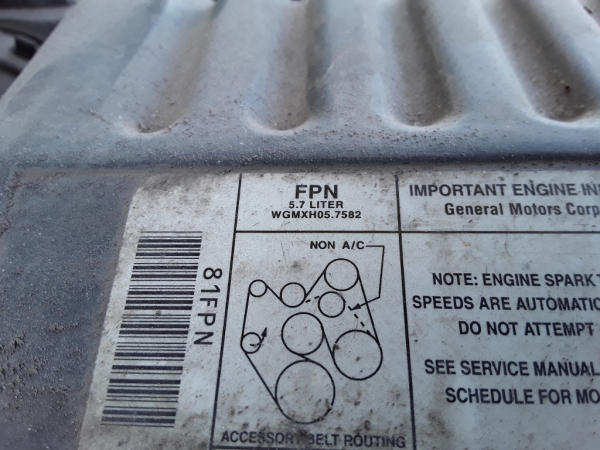 FPN
5.7 LITER
WGMXH05.7582
NON A/C
ACCESSORY BELT ROUTING
81FPN
IMPORTANT ENGINE IN
General Motors Corp
NOTE: ENGINE SPARK T
SPEEDS ARE AUTOMATIC
DO NOT ATTEMPT
SEE SERVICE MANUAL
SCHEDULE FOR MO